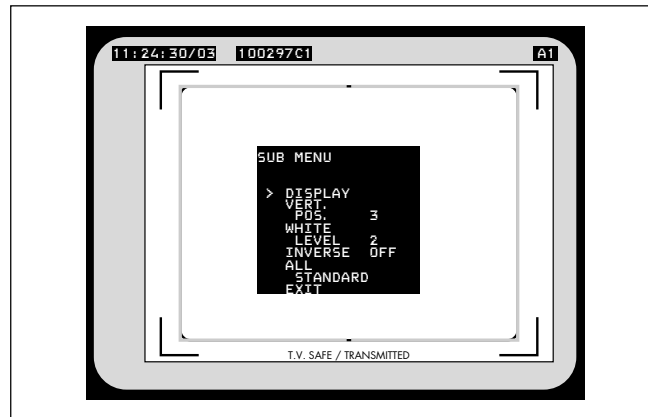 11:24:30/03 100297C1 A1
SUB MENU
> DISPLAY
VERT.
POS. 3
WHITE
LEVEL 2
INVERSE OFF
ALL
STANDARD
EXIT
T.V. SAFE / TRANSMITTED